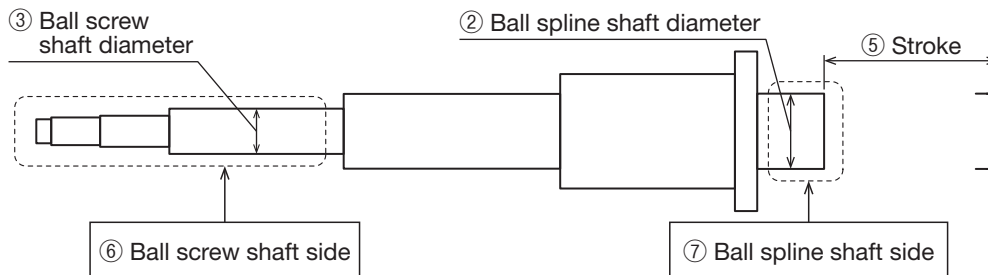 ③ Ball screw
shaft diameter
② Ball spline shaft diameter
⑤ Stroke
⑥ Ball screw shaft side
⑦ Ball spline shaft side